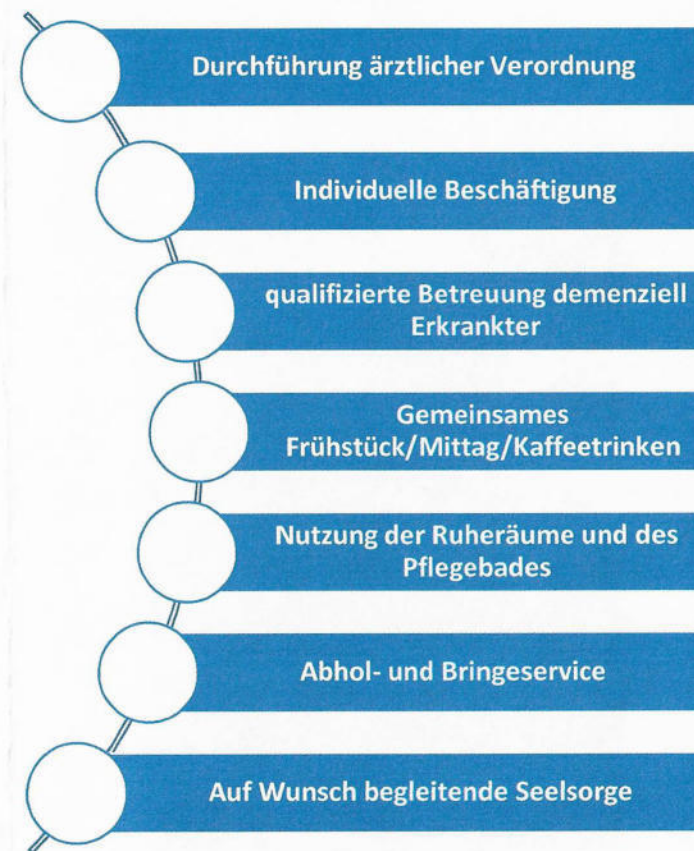 Durchführung ärztlicher Verordnung
Individuelle Beschäftigung
qualifizierte Betreuung demenziell
Erkrankter
Gemeinsames
Frühstück/Mittag/Kaffeetrinken
Nutzung der Ruheräume und des
Pflegebades
Abhol- und Bringeservice
Auf Wunsch begleitende Seelsorge